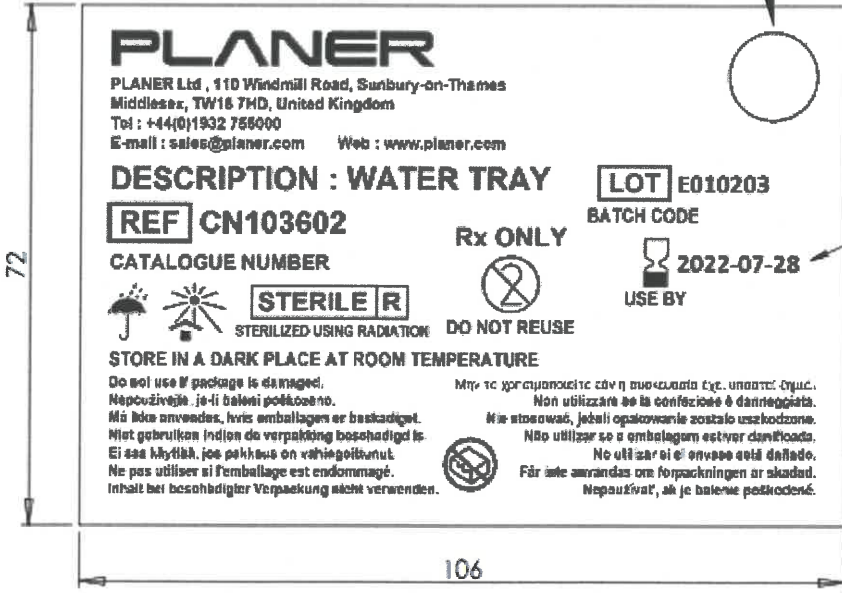 PLANER
PLANER Ltd , 110 Windmill Road, Sunbury-on-Thames
Middlesex, TW16 7HD, United Kingdom
Tel : +44(0)1932 755000
E-mail : sales@planer.com Web : www.planer.com
DESCRIPTION : WATER TRAY
LOT E010203
BATCH CODE
REF CN103602
CATALOGUE NUMBER
Rx ONLY
2022-07-28
USE BY
STERILE R
STERILIZED USING RADIATION
2
DO NOT REUSE
STORE IN A DARK PLACE AT ROOM TEMPERATURE
Do not use if package is damaged.
Nepoužívejte, je-li balení poškozeno.
Må ikke anvendes, hvis emballagen er beskadiget.
Niet gebruiken indien de verpakking beschadigd is
Ei saa käyttää, jos pakkaus on vahingoittunut
Ne pas utiliser si l'emballage est endommagé.
Inhalt bei beschädigter Verpackung nicht verwenden.
Non utilizzare se la confezione è danneggiata.
Nie stosować, jeżeli opakowanie zostało uszkodzone.
Não utilizar se a embalagem estiver danificada.
No utilizar si el envase está dañado.
Får inte användas om förpackningen är skadad.
Nepoužívať, ak je balenie poškodené.
72
106